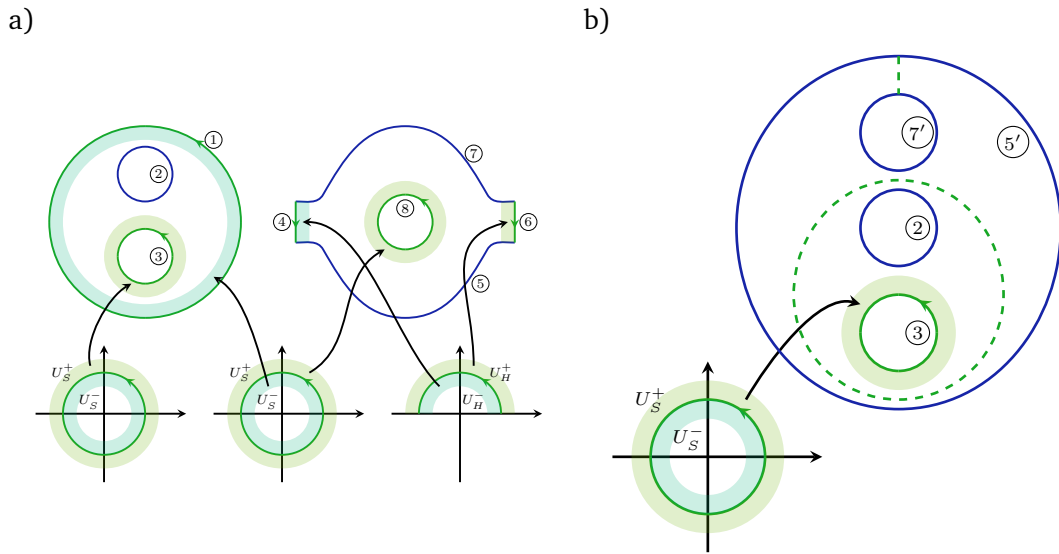 a)
b)
①
②
③
④
⑤
⑥
⑦
⑧
U_S^+
U_S^-
U_S^+
U_S^-
U_H^+
U_H^-
7′
5′
②
③
U_S^+
U_S^-